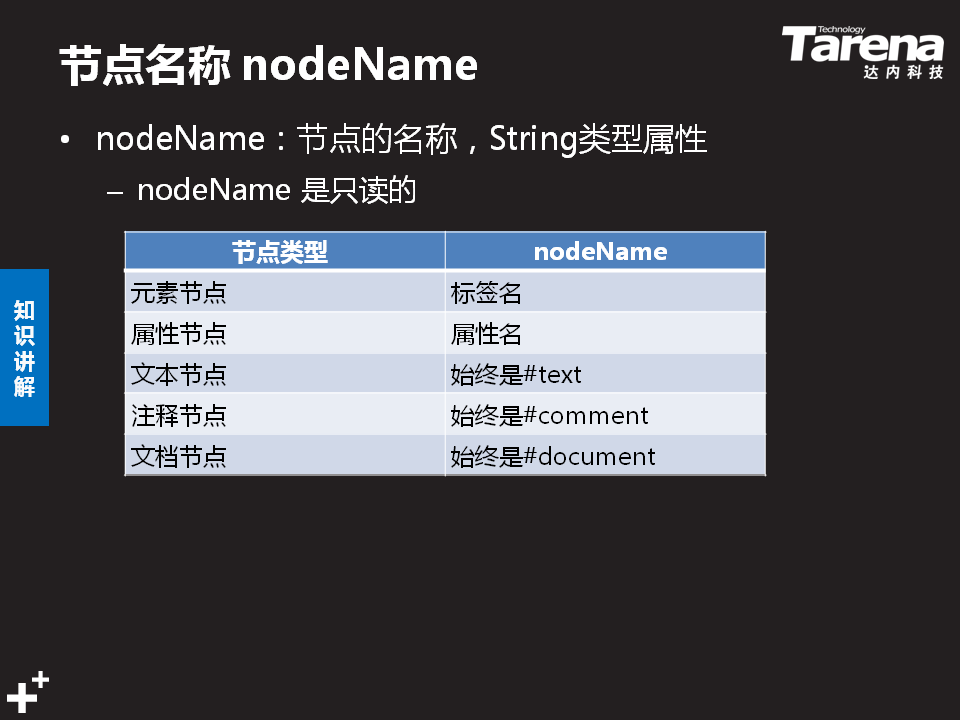 节点名称 nodeName
Technology
Tarena
达内科技
• nodeName：节点的名称，String类型属性
– nodeName 是只读的
节点类型 nodeName
元素节点 标签名
属性节点 属性名
文本节点 始终是#text
注释节点 始终是#comment
文档节点 始终是#document
知识讲解